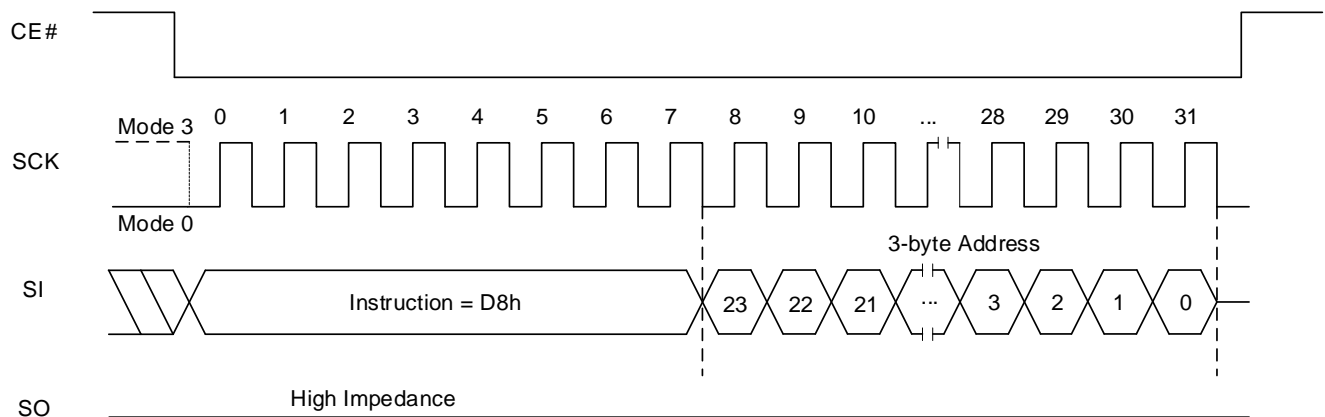 CE#
0 1 2 3 4 5 6 7 8 9 10 ... 28 29 30 31
Mode 3
SCK
Mode 0
3-byte Address
SI
Instruction = D8h 23 22 21 ... 3 2 1 0
High Impedance
SO